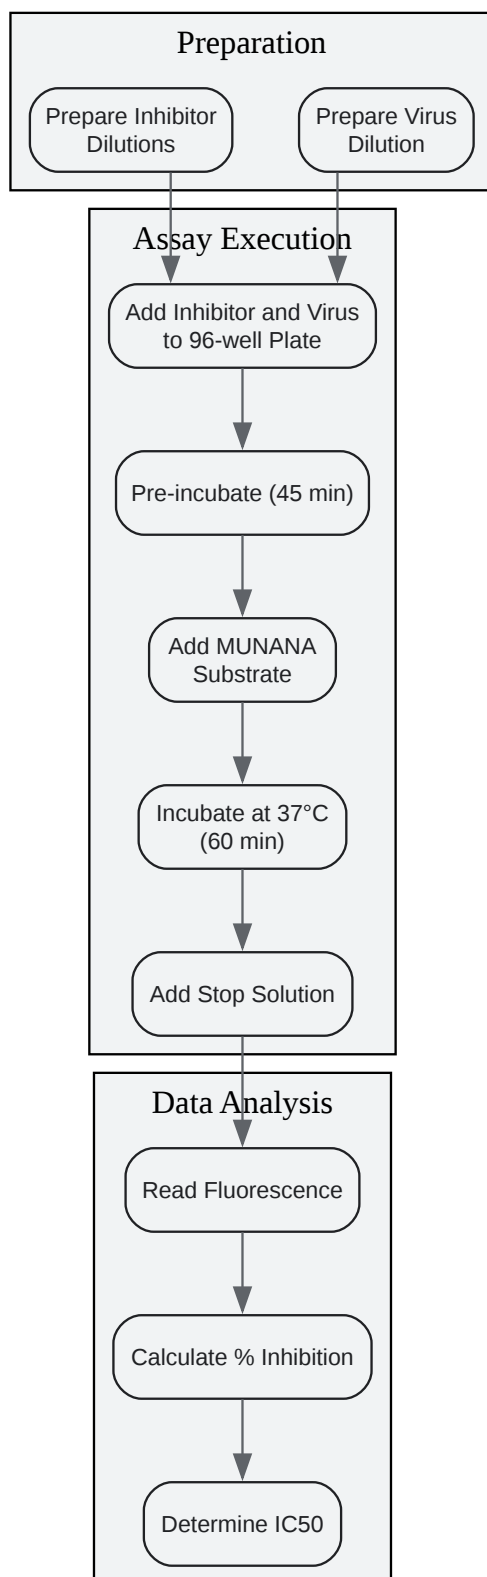 Preparation
Prepare Inhibitor
Dilutions
Prepare Virus
Dilution
Assay Execution
Add Inhibitor and Virus
to 96-well Plate
Pre-incubate (45 min)
Add MUNANA
Substrate
Incubate at 37°C
(60 min)
Add Stop Solution
Data Analysis
Read Fluorescence
Calculate % Inhibition
Determine IC50